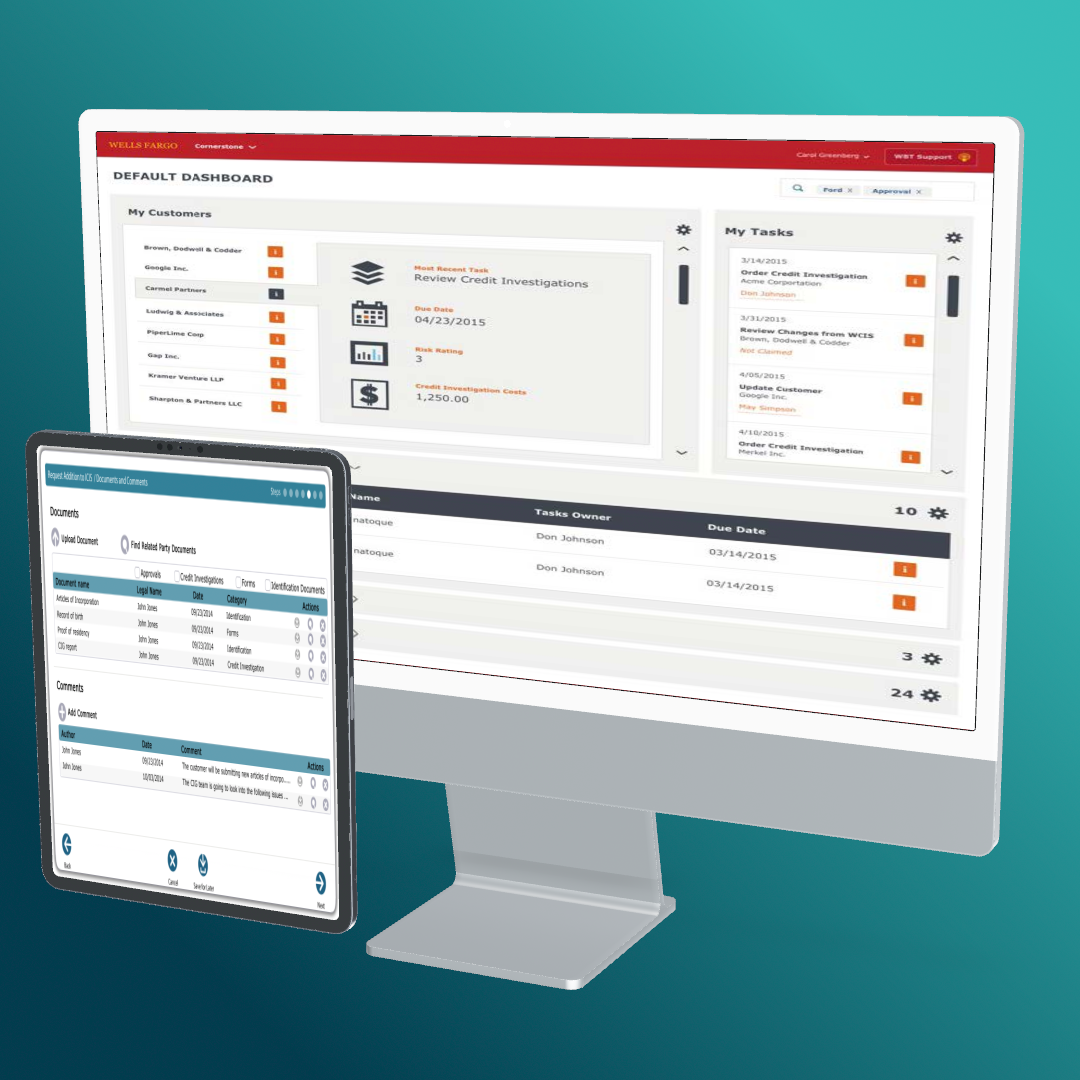 WELLS FARGO Cornerstone
Carol Greenberg WBT Support
DEFAULT DASHBOARD
Ford × Approval ×
My Customers
Brown, Dodwell & Codder
Google Inc.
Carmel Partners
Ludwig & Associates
PiperLime Corp
Gap Inc.
Kramer Venture LLP
Sharpton & Partners LLC
Most Recent Task
Review Credit Investigations
Due Date
04/23/2015
Risk Rating
3
Credit Investigation Costs
1,250.00
My Tasks
3/14/2015
Order Credit Investigation
Acme Corportation
Don Johnson
3/31/2015
Review Changes from WCIS
Brown, Dodwell & Codder
Not Claimed
4/05/2015
Update Customer
Google Inc.
May Simpson
4/10/2015
Order Credit Investigation
Merkel Inc.
10
Name Tasks Owner Due Date
natoque Don Johnson 03/14/2015
natoque Don Johnson 03/14/2015
3
24
Request Addition to ICIS / Documents and Comments Steps
Documents
Upload Document Find Related Party Documents
Approvals Credit Investigations Forms Identification Documents
Document name Legal Name Date Category Actions
Articles of Incorporation John Jones 09/23/2014 Identification
Record of birth John Jones 09/23/2014 Forms
Proof of residency John Jones 09/23/2014 Identification
CIG report John Jones 09/23/2014 Credit Investigation
Comments
Add Comment
Author Date Comment Actions
John Jones 09/23/2014 The customer will be submitting new articles of incorpo....
John Jones 10/03/2014 The CIG team is going to look into the following issues ...
Back Cancel Save for Later Next